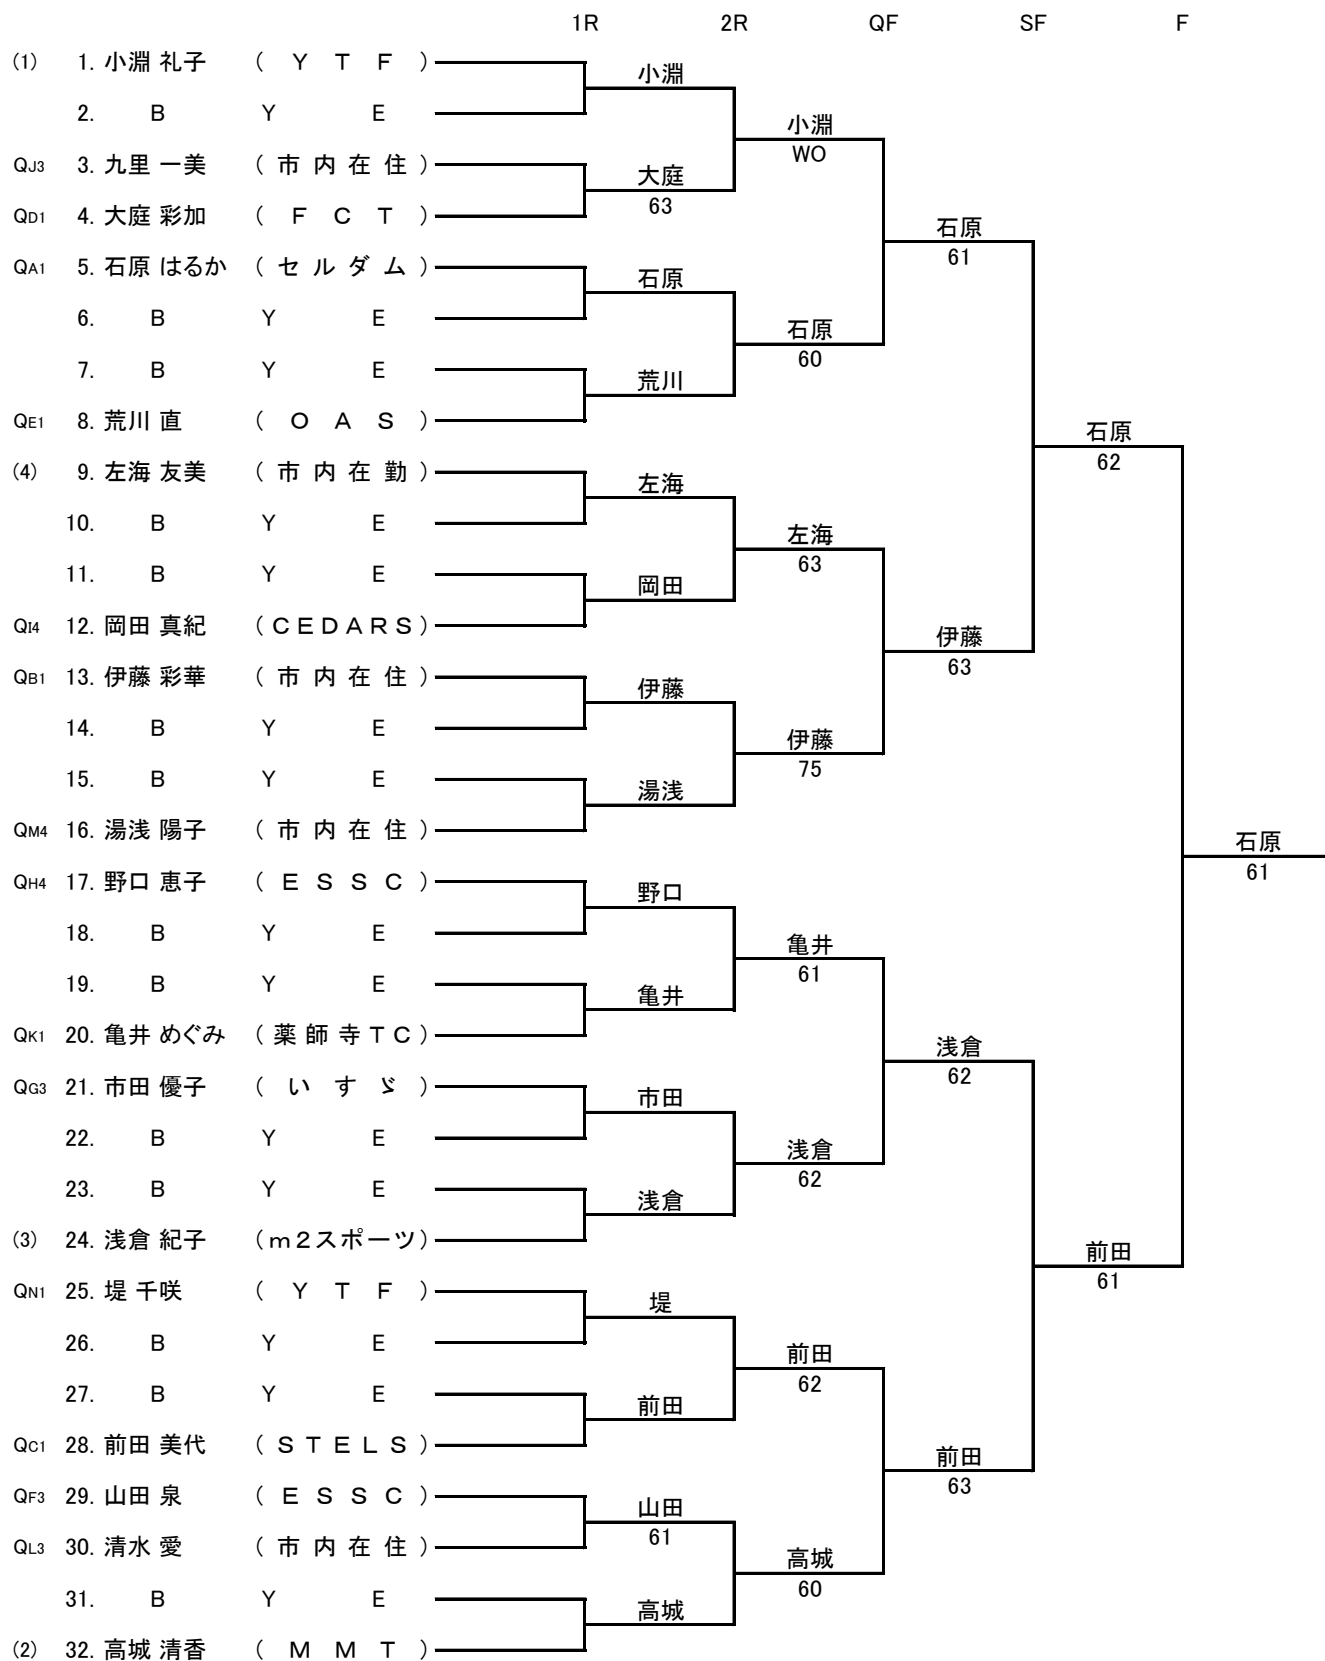 1R 2R QF SF F
(1) 1. 小淵 礼子 ( Y T F )
小淵
2. B Y E
小淵
WO
QJ3 3. 九里 一美 ( 市 内 在 住 )
大庭
63
QD1 4. 大庭 彩加 ( F C T )
石原
61
QA1 5. 石原 はるか ( セ ル ダ ム )
石原
6. B Y E
石原
60
7. B Y E
荒川
QE1 8. 荒川 直 ( O A S )
石原
62
(4) 9. 左海 友美 ( 市 内 在 勤 )
左海
10. B Y E
左海
63
11. B Y E
岡田
QI4 12. 岡田 真紀 ( C E D A R S )
伊藤
63
QB1 13. 伊藤 彩華 ( 市 内 在 住 )
伊藤
14. B Y E
伊藤
75
15. B Y E
湯浅
QM4 16. 湯浅 陽子 ( 市 内 在 住 )
石原
61
QH4 17. 野口 恵子 ( E S S C )
野口
18. B Y E
亀井
61
19. B Y E
亀井
QK1 20. 亀井 めぐみ ( 薬 師 寺 T C )
浅倉
62
QG3 21. 市田 優子 ( い す ゞ )
市田
22. B Y E
浅倉
62
23. B Y E
浅倉
(3) 24. 浅倉 紀子 ( m 2 スポーツ )
前田
61
QN1 25. 堤 千咲 ( Y T F )
堤
26. B Y E
前田
62
27. B Y E
前田
QC1 28. 前田 美代 ( S T E L S )
前田
63
QF3 29. 山田 泉 ( E S S C )
山田
61
QL3 30. 清水 愛 ( 市 内 在 住 )
高城
60
31. B Y E
高城
(2) 32. 高城 清香 ( M M T )